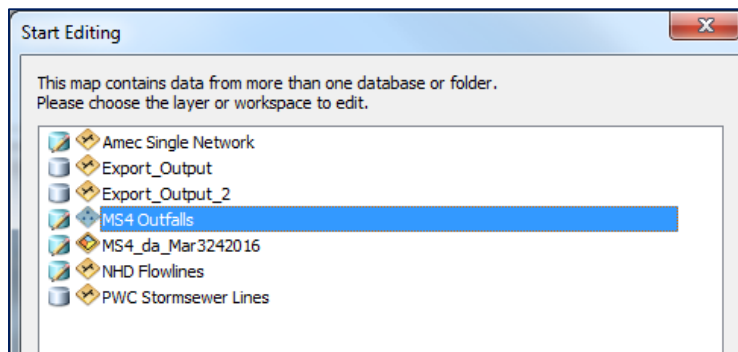 Start Editing
This map contains data from more than one database or folder.
Please choose the layer or workspace to edit.
Amec Single Network
Export_Output
Export_Output_2
MS4 Outfalls
MS4_da_Mar3242016
NHD Flowlines
PWC Stormsewer Lines